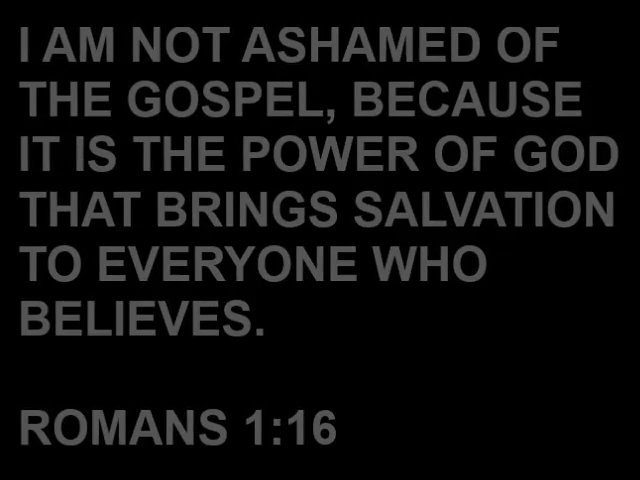 I AM NOT ASHAMED OF
THE GOSPEL, BECAUSE
IT IS THE POWER OF GOD
THAT BRINGS SALVATION
TO EVERYONE WHO
BELIEVES.
ROMANS 1:16